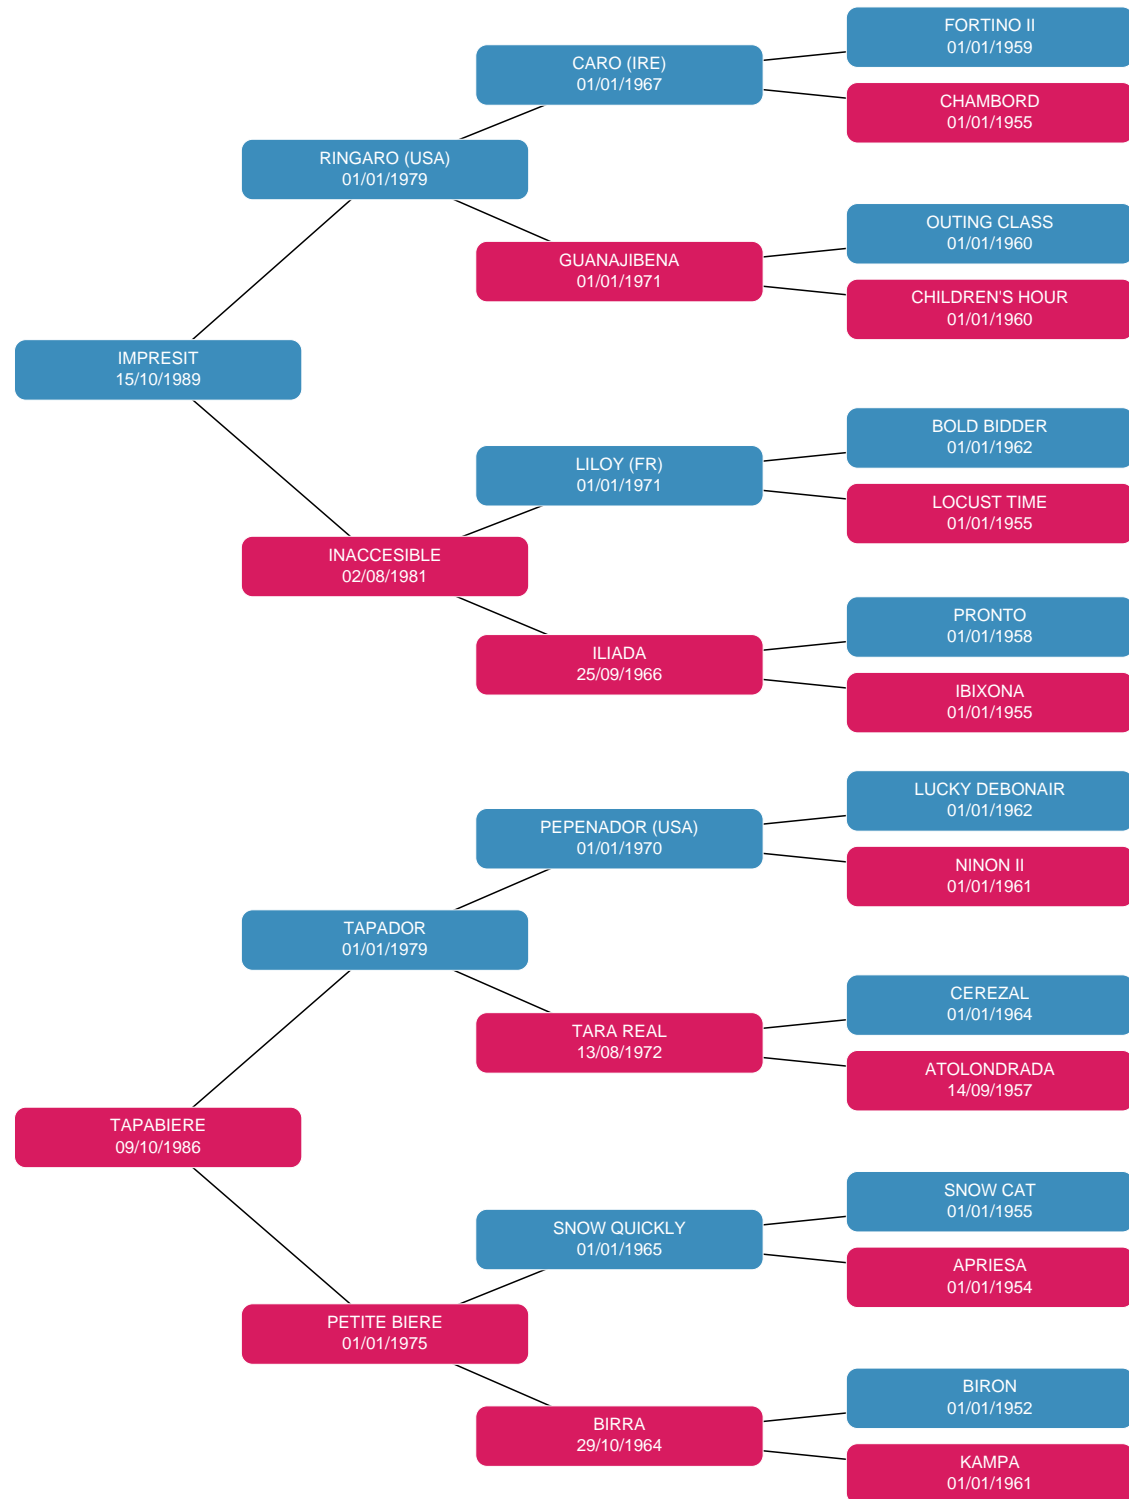 FORTINO II
01/01/1959
CARO (IRE)
01/01/1967
CHAMBORD
01/01/1955
RINGARO (USA)
01/01/1979
OUTING CLASS
01/01/1960
GUANAJIBENA
01/01/1971
CHILDREN'S HOUR
01/01/1960
IMPRESIT
15/10/1989
BOLD BIDDER
01/01/1962
LILOY (FR)
01/01/1971
LOCUST TIME
01/01/1955
INACCESIBLE
02/08/1981
PRONTO
01/01/1958
ILIADA
25/09/1966
IBIXONA
01/01/1955
LUCKY DEBONAIR
01/01/1962
PEPENADOR (USA)
01/01/1970
NINON II
01/01/1961
TAPADOR
01/01/1979
CEREZAL
01/01/1964
TARA REAL
13/08/1972
ATOLONDRADA
14/09/1957
TAPABIERE
09/10/1986
SNOW CAT
01/01/1955
SNOW QUICKLY
01/01/1965
APRIESA
01/01/1954
PETITE BIERE
01/01/1975
BIRON
01/01/1952
BIRRA
29/10/1964
KAMPA
01/01/1961